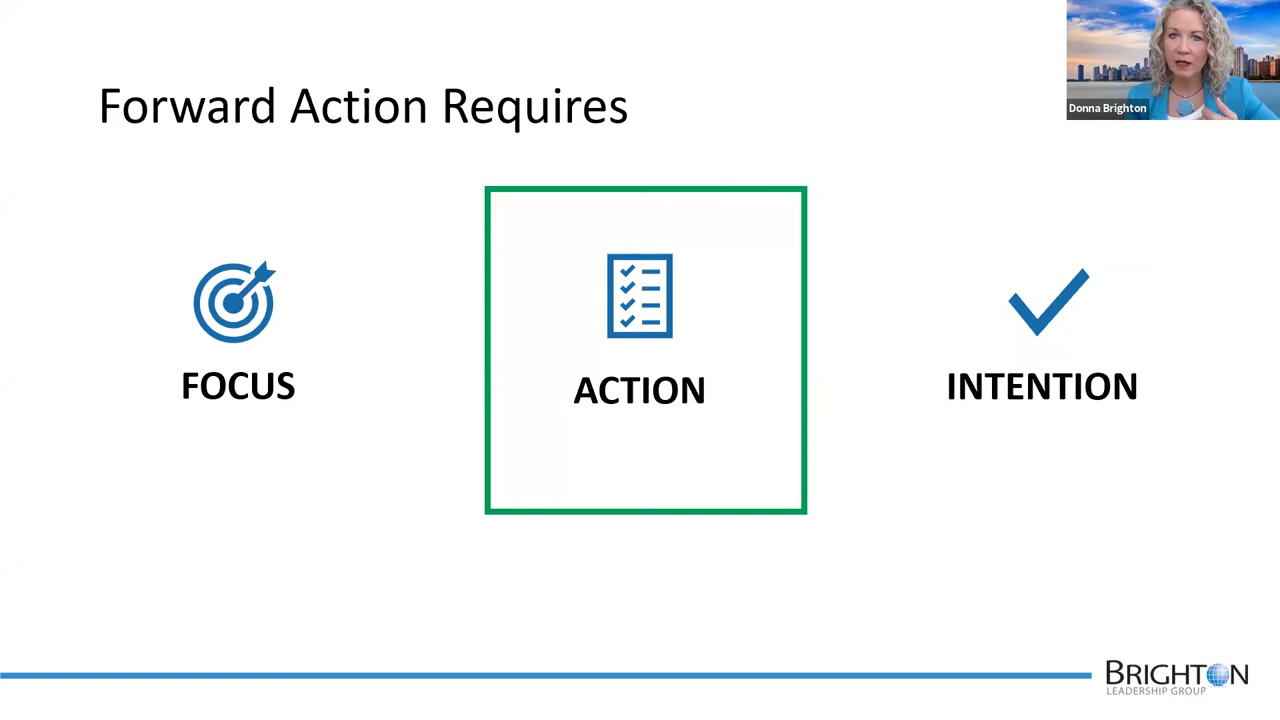 Forward Action Requires
Donna Brighton
FOCUS
ACTION
INTENTION
BRIGHTON
LEADERSHIP GROUP